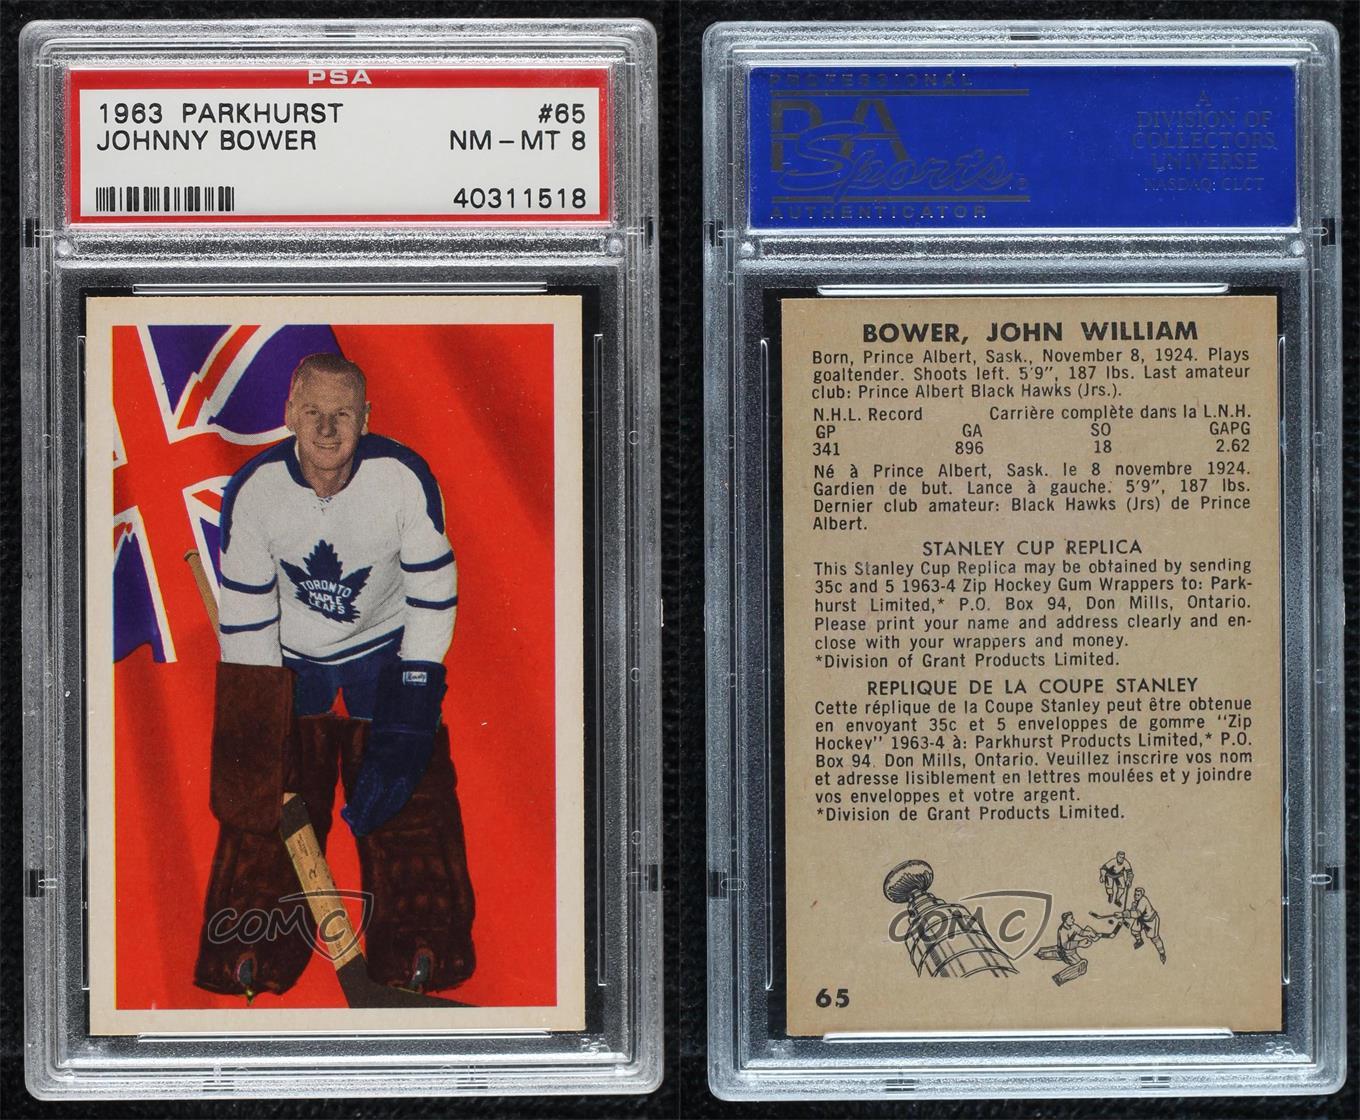 PSA
1963 PARKHURST #65
JOHNNY BOWER NM-MT 8
40311518
TORONTO
MAPLE
LEAFS
COMC
PROFESSIONAL
PSA
Sports
AUTHENTICATOR
A
DIVISION OF
COLLECTORS
UNIVERSE
NASDAQ: CLCT
BOWER, JOHN WILLIAM
Born, Prince Albert, Sask., November 8, 1924. Plays
goaltender. Shoots left. 5'9", 187 lbs. Last amateur
club: Prince Albert Black Hawks (Jrs.).
N.H.L. Record Carrière complète dans la L.N.H.
GP GA SO GAPG
341 896 18 2.62
Né à Prince Albert, Sask. le 8 novembre 1924.
Gardien de but. Lance à gauche. 5'9", 187 lbs.
Dernier club amateur: Black Hawks (Jrs) de Prince
Albert.
STANLEY CUP REPLICA
This Stanley Cup Replica may be obtained by sending
35c and 5 1963-4 Zip Hockey Gum Wrappers to: Park-
hurst Limited,* P.O. Box 94, Don Mills, Ontario.
Please print your name and address clearly and en-
close with your wrappers and money.
*Division of Grant Products Limited.
REPLIQUE DE LA COUPE STANLEY
Cette réplique de la Coupe Stanley peut être obtenue
en envoyant 35c et 5 enveloppes de gomme "Zip
Hockey" 1963-4 à: Parkhurst Products Limited,* P.O.
Box 94, Don Mills, Ontario. Veuillez inscrire vos nom
et adresse lisiblement en lettres moulées et y joindre
vos enveloppes et votre argent.
*Division de Grant Products Limited.
COMC
65